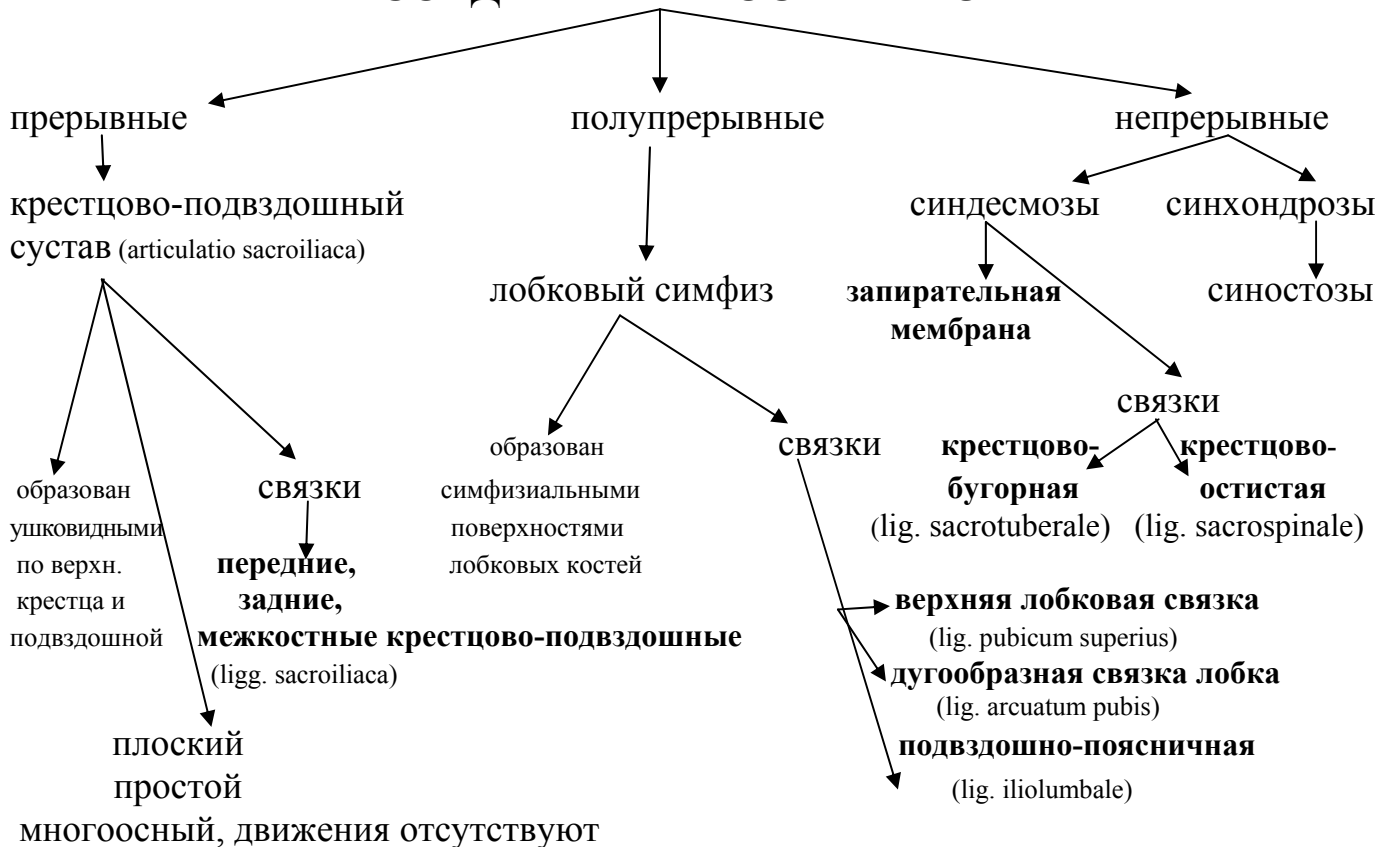 прерывные
полупрерывные
непрерывные
крестцово-подвздошный
сустав (articulatio sacroiliaca)
синдесмозы
синхондрозы
лобковый симфиз
запирательная
мембрана
синостозы
образован
ушковидными
по верхн.
крестца и
подвздошной
связки
передние,
задние,
межкостные крестцово-подвздошные
(ligg. sacroiliaca)
плоский
простой
многоосный, движения отсутствуют
образован
симфизиальными
поверхностями
лобковых костей
связки
верхняя лобковая связка
(lig. pubicum superius)
дугообразная связка лобка
(lig. arcuatum pubis)
подвздошно-поясничная
(lig. iliolumbale)
связки
крестцово-
бугорная
(lig. sacrotuberale)
крестцово-
остистая
(lig. sacrospinale)